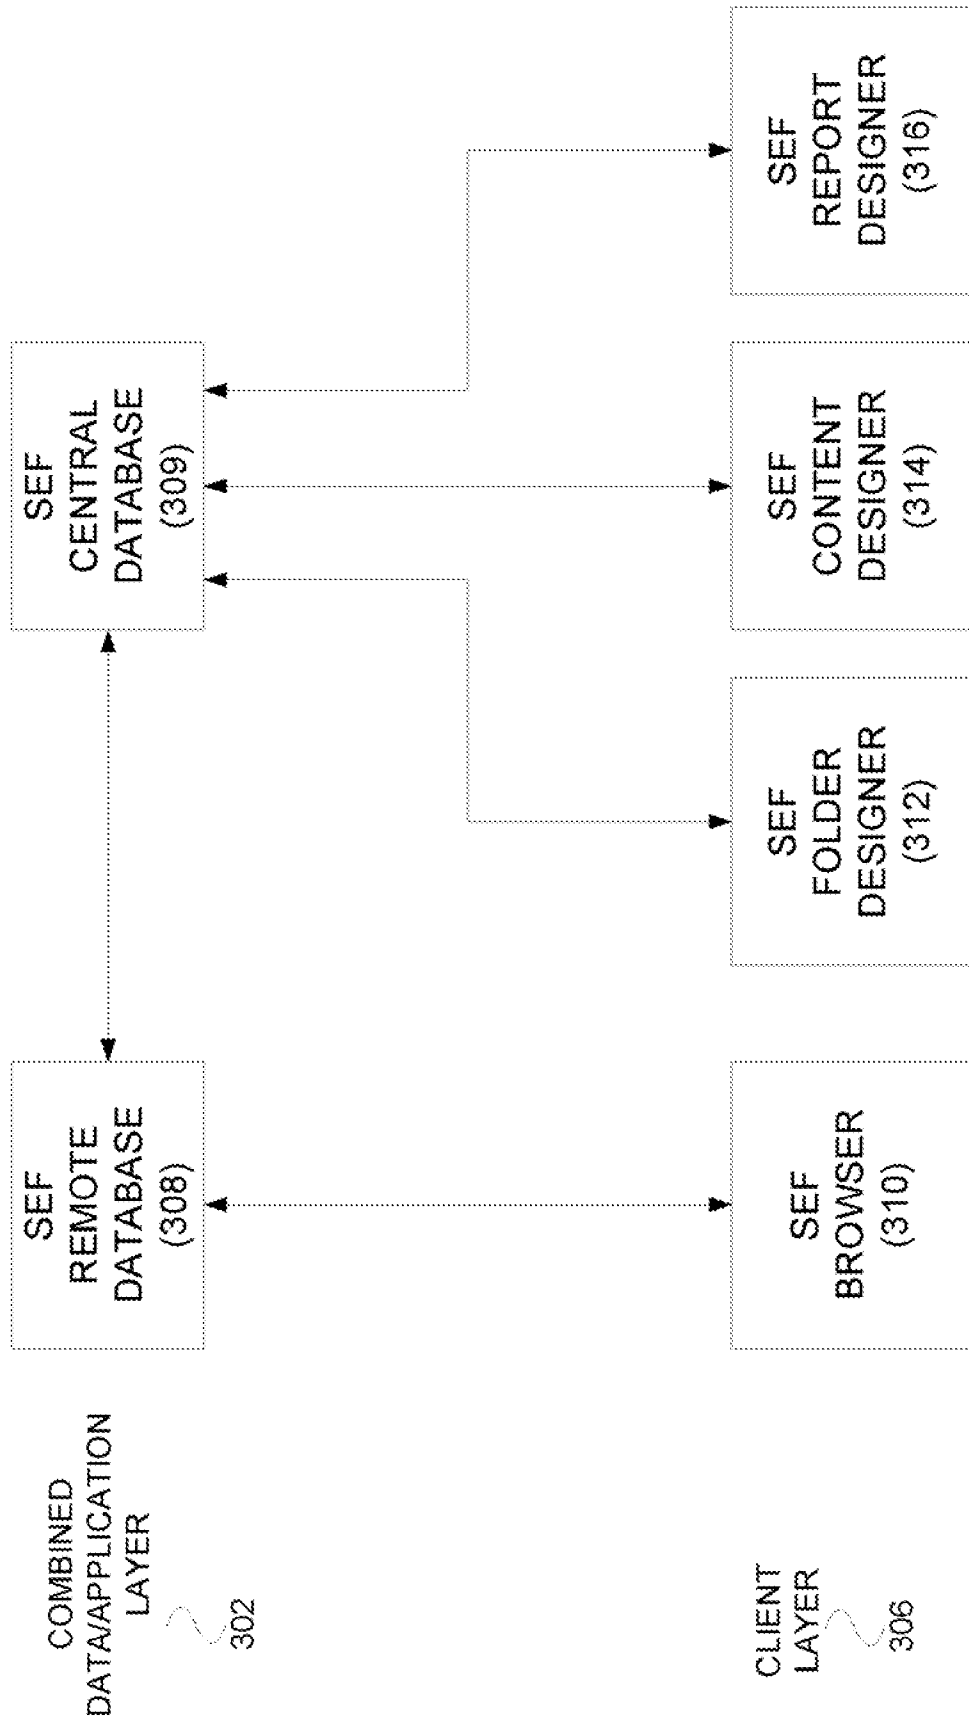 COMBINED
DATA/APPLICATION
LAYER
302
SEF
REMOTE
DATABASE
(308)
SEF
CENTRAL
DATABASE
(309)
CLIENT
LAYER
306
SEF
BROWSER
(310)
SEF
FOLDER
DESIGNER
(312)
SEF
CONTENT
DESIGNER
(314)
SEF
REPORT
DESIGNER
(316)